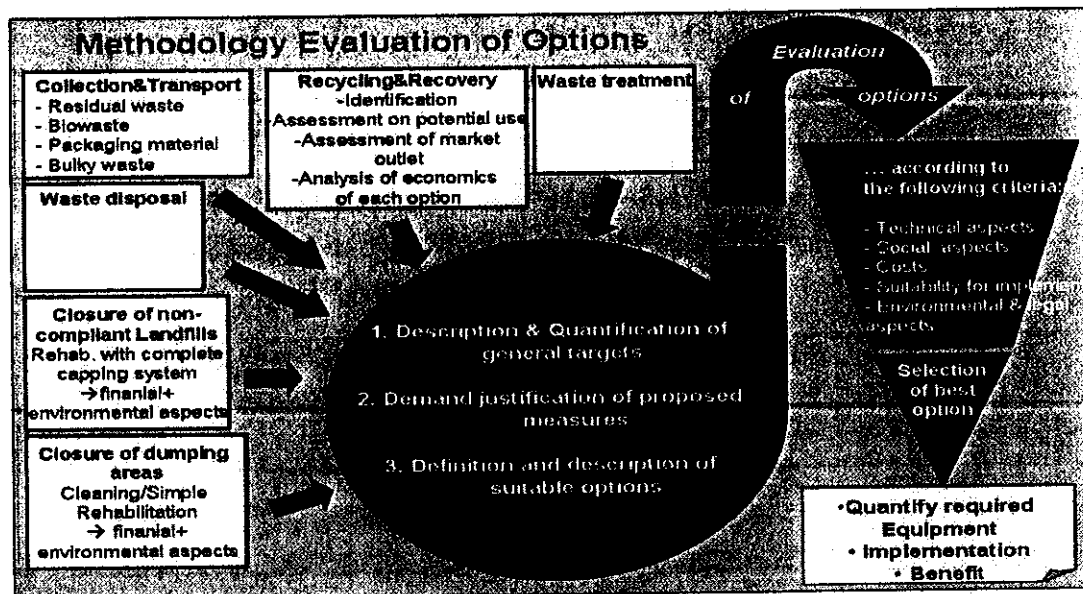 Methodology Evaluation of Options
Collection&Transport
- Residual waste
- Biowaste
- Packaging material
- Bulky waste
Recycling&Recovery
-Identification
-Assessment on potential use
-Assessment of market
outlet
-Analysis of economics
of each option
Waste treatment
Waste disposal
Closure of non-
compliant Landfills
Rehab. with complete
capping system
→finanial+
environmental aspects
Closure of dumping
areas
Cleaning/Simple
Rehabilitation
→ finanial+
environmental aspects
1. Description & Quantification of
general targets
2. Demand justification of proposed
measures
3. Definition and description of
suitable options
Evaluation
of
options
... according to
the following criteria:
- Technical aspects
- Social aspects
- Costs
- Suitability for implement
- Environmental & legal
aspects
Selection
of best
option
•Quantify required
Equipment
• Implementation
• Benefit